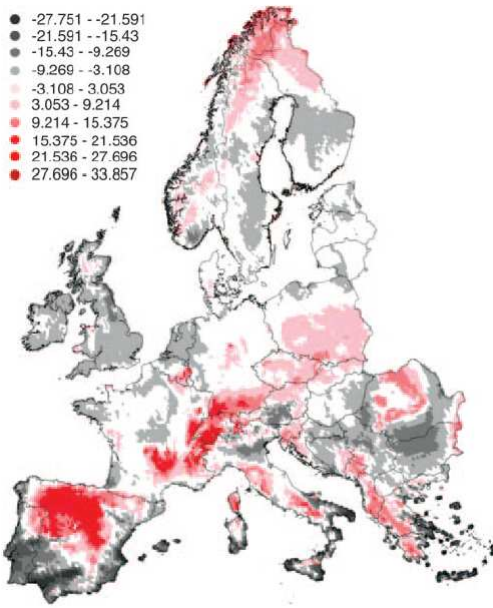 -27.751 - -21.591
-21.591 - -15.43
-15.43 - -9.269
-9.269 - -3.108
-3.108 - 3.053
3.053 - 9.214
9.214 - 15.375
15.375 - 21.536
21.536 - 27.696
27.696 - 33.857